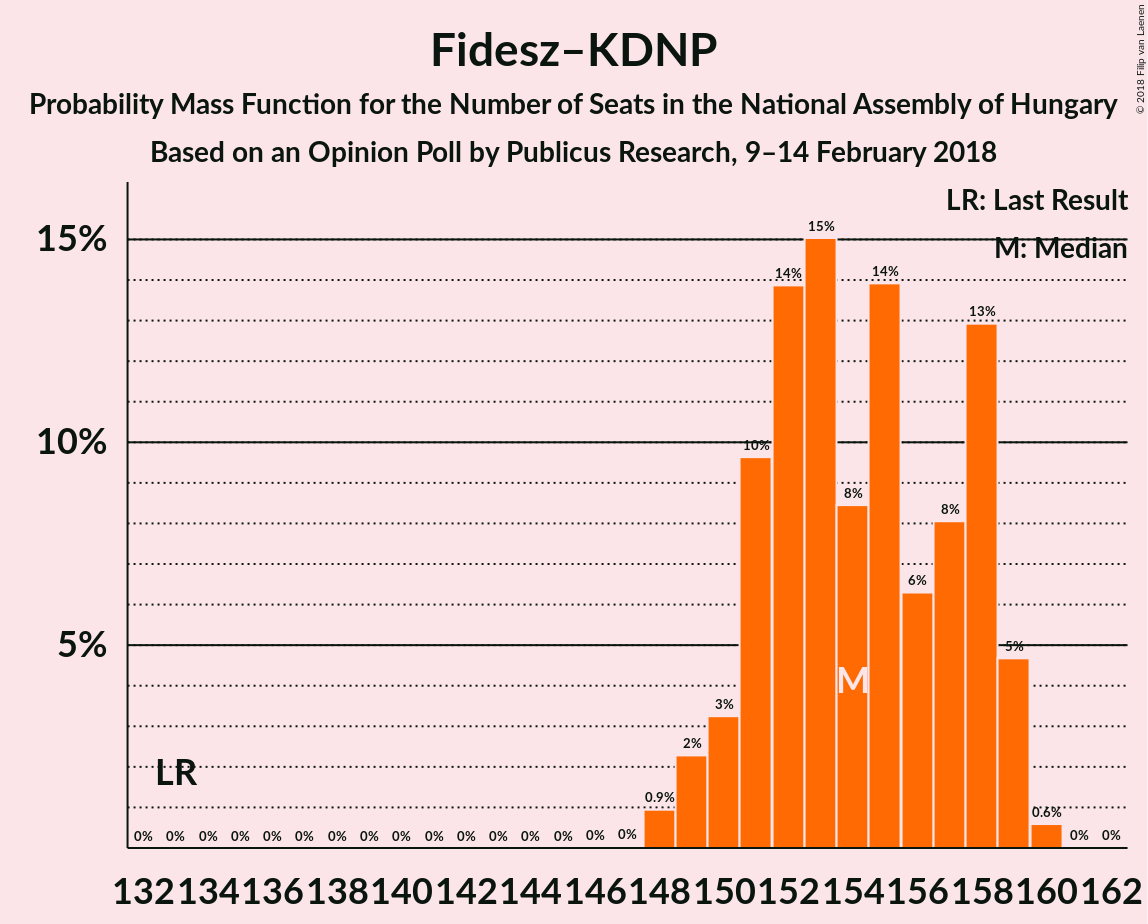 Fidesz–KDNP
Probability Mass Function for the Number of Seats in the National Assembly of Hungary
Based on an Opinion Poll by Publicus Research, 9–14 February 2018
© 2018 Filip van Laenen
LR: Last Result
M: Median
15%
10%
5%
0% 0% 0% 0% 0% 0% 0% 0% 0% 0% 0% 0% 0% 0% 0% 0% 0.9% 2% 3% 10% 14% 15% 8% 14% 6% 8% 13% 5% 0.6% 0% 0%
LR
M
132 134 136 138 140 142 144 146 148 150 152 154 156 158 160 162